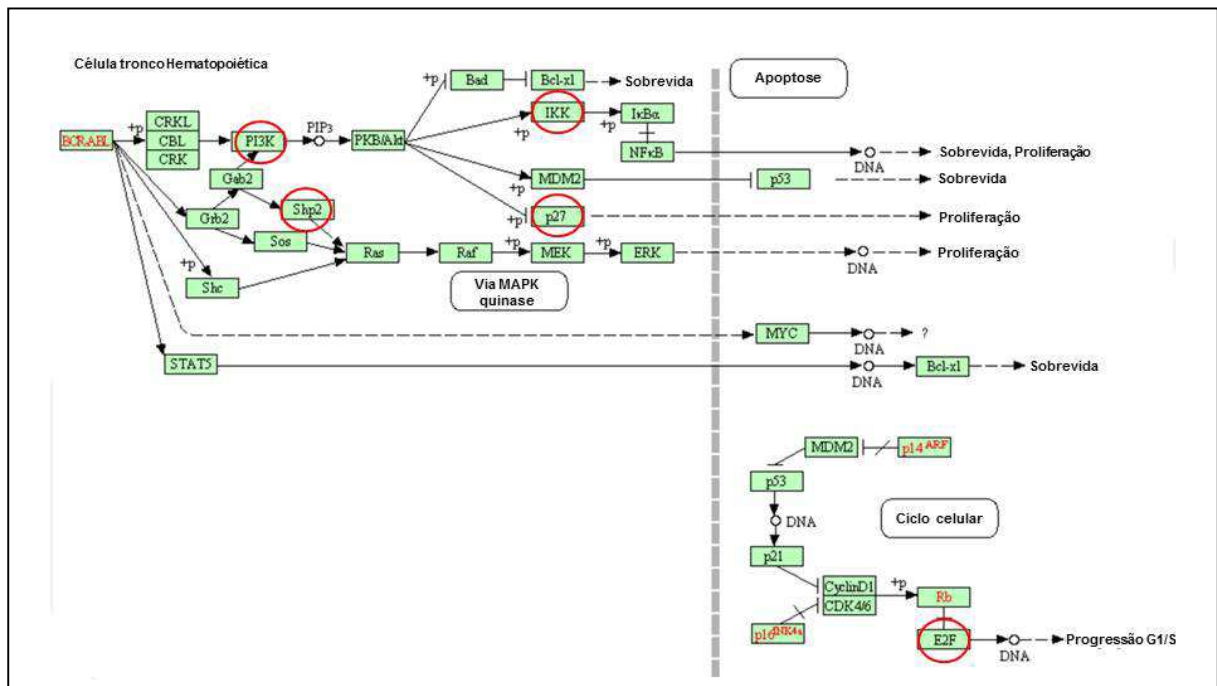 Célula tronco Hematopoiética
Apoptose
+p
Bad
Bcl-xl
Sobrevida
BCR-ABL
+p
CRKL
CBL
CRK
PI3K
PIP3
PKB/Akt
IKK
+p
+p
IκBα
NFκB
DNA
Sobrevida, Proliferação
Gab2
MDM2
+p
p53
Sobrevida
Grb2
Shp2
+p
p27
Proliferação
Sos
Ras
Raf
+p
MEK
+p
ERK
DNA
Proliferação
+p
Shc
Via MAPK
quinase
MYC
DNA
?
STAT5
DNA
Bcl-xl
Sobrevida
MDM2
p14ARF
p53
DNA
Ciclo celular
p21
CyclinD1
CDK4/6
+p
Rb
p16INK4a
E2F
DNA
Progressão G1/S